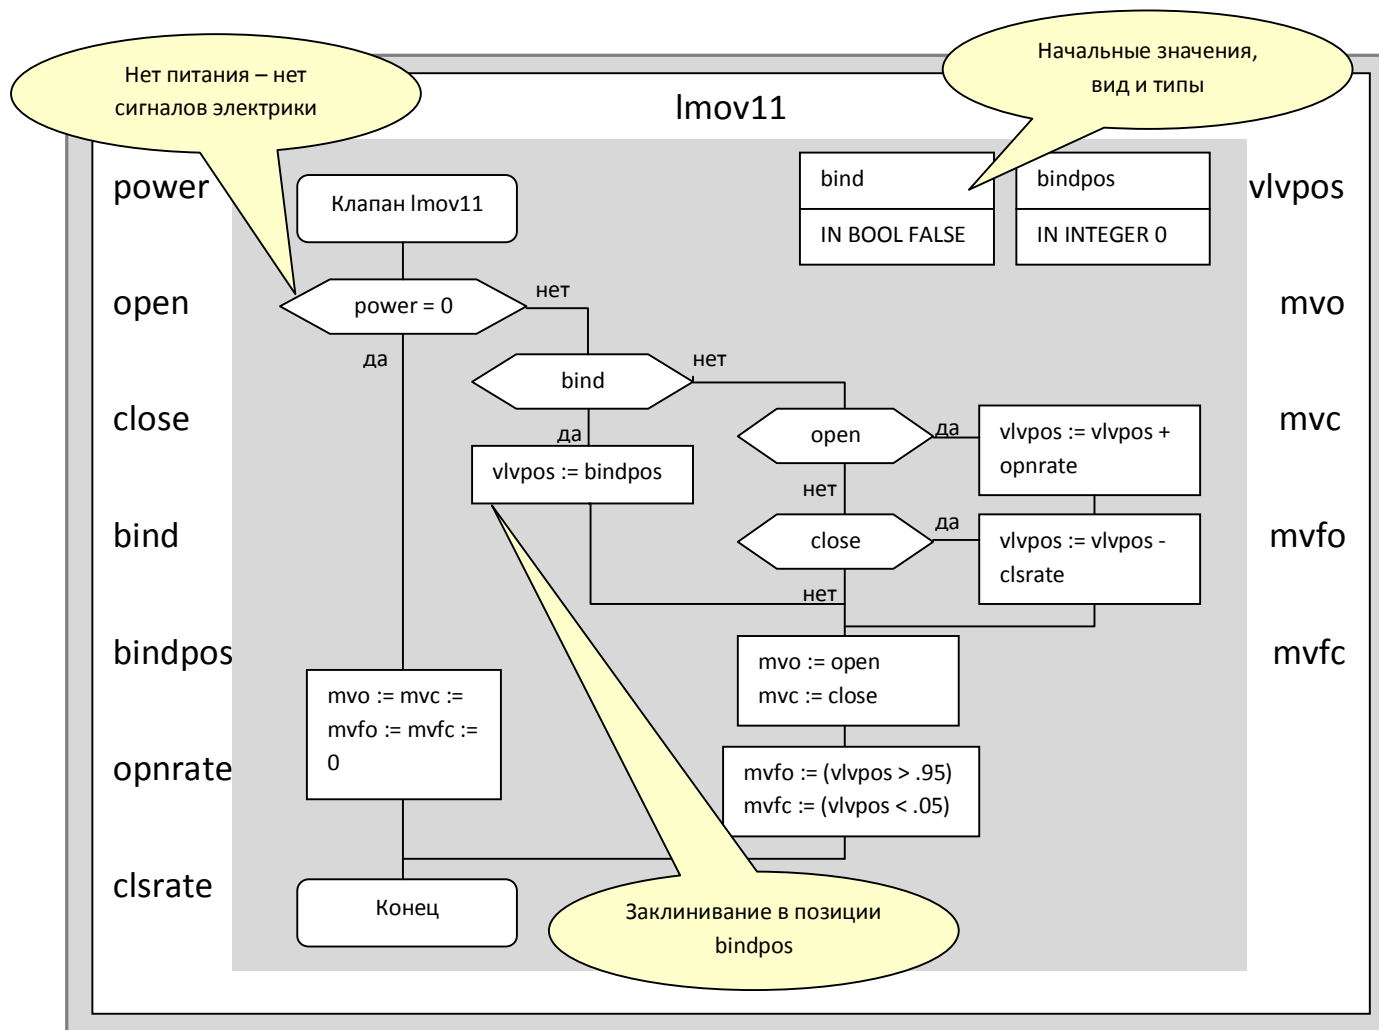 Нет питания – нет
сигналов электрики
Начальные значения,
вид и типы
lmov11
power
open
close
bind
bindpos
opnrate
clsrate
Клапан lmov11
power = 0
нет
да
bind
нет
да
vlvpos := bindpos
open
да
нет
vlvpos := vlvpos +
opnrate
close
да
нет
vlvpos := vlvpos -
clsrate
mvo := open
mvc := close
mvfo := (vlvpos > .95)
mvfc := (vlvpos < .05)
mvo := mvc :=
mvfo := mvfc :=
0
Конец
Заклинивание в позиции
bindpos
bind
IN BOOL FALSE
bindpos
IN INTEGER 0
vlvpos
mvo
mvc
mvfo
mvfc